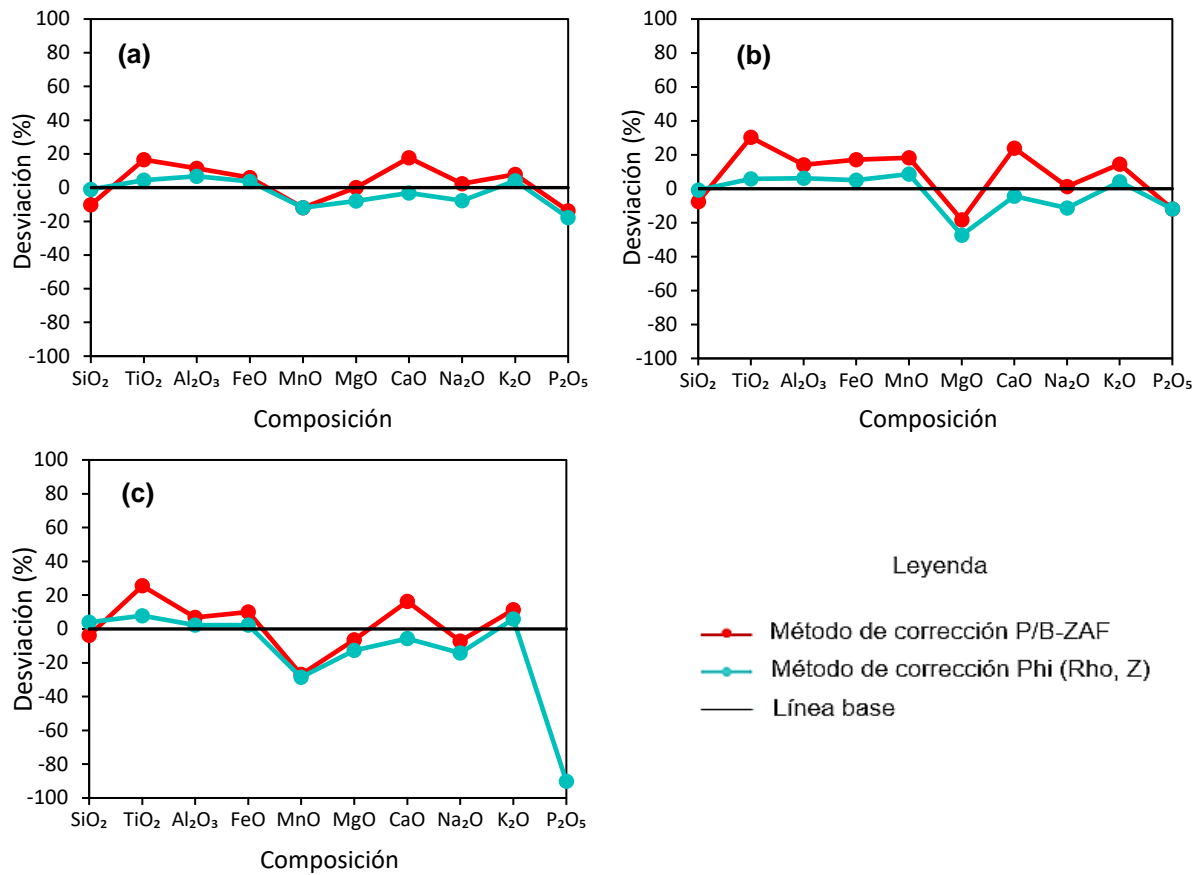 (a)
Desviación (%)
100
80
60
40
20
0
-20
-40
-60
-80
-100
SiO₂ TiO₂ Al₂O₃ FeO MnO MgO CaO Na₂O K₂O P₂O₅
Composición
(b)
Desviación (%)
100
80
60
40
20
0
-20
-40
-60
-80
-100
SiO₂ TiO₂ Al₂O₃ FeO MnO MgO CaO Na₂O K₂O P₂O₅
Composición
(c)
Desviación (%)
100
80
60
40
20
0
-20
-40
-60
-80
-100
SiO₂ TiO₂ Al₂O₃ FeO MnO MgO CaO Na₂O K₂O P₂O₅
Composición
Leyenda
Método de corrección P/B-ZAF
Método de corrección Phi (Rho, Z)
Línea base